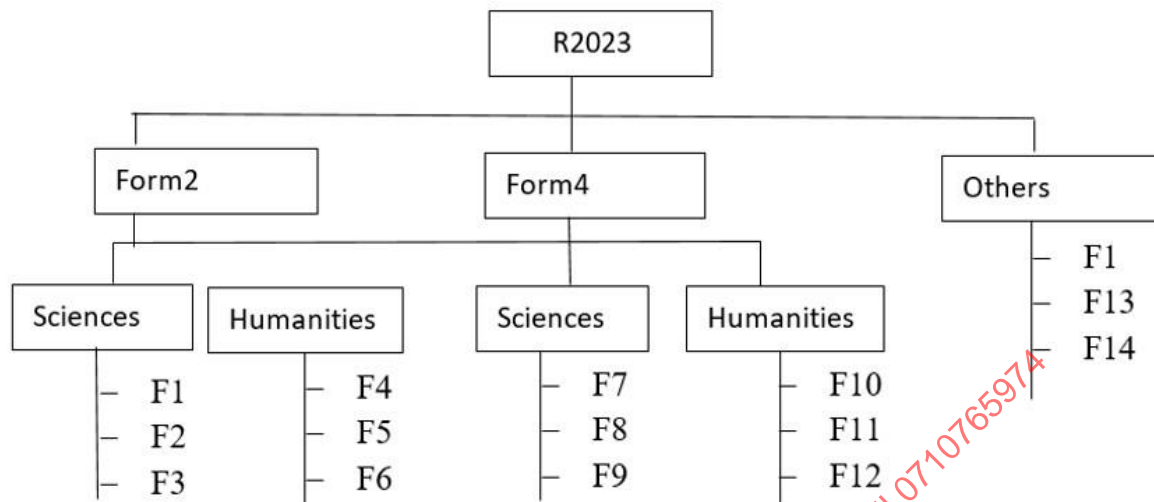 R2023
Form2 Form4 Others
Sciences Humanities Sciences Humanities
F1
F13
F14
F1 F4 F7 F10
F2 F5 F8 F11
F3 F6 F9 F12
0710765974